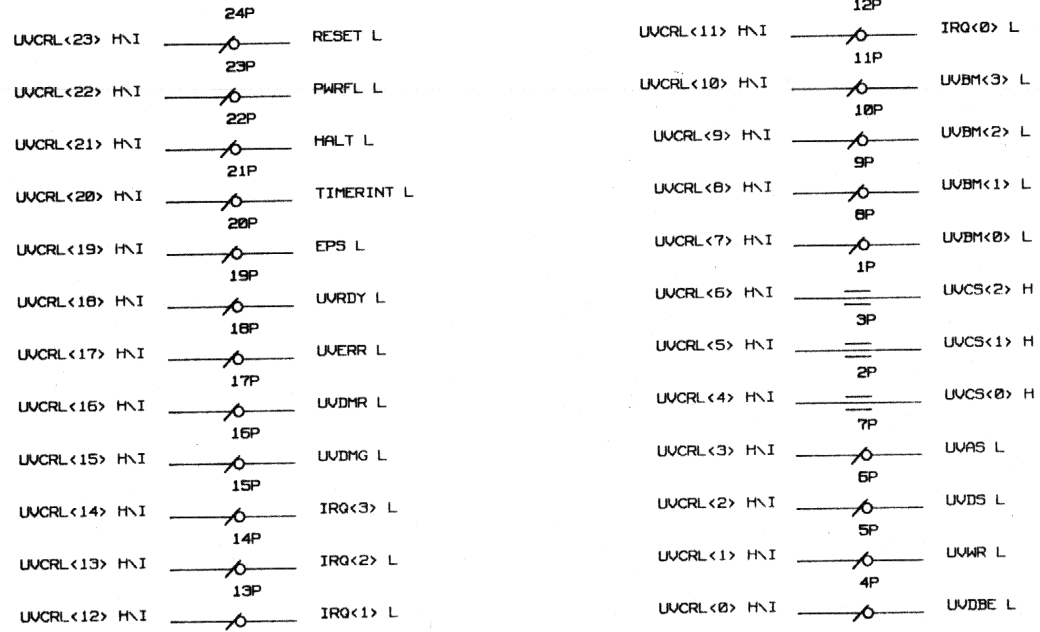 24P
UVCRL<23> H\I RESET L
23P
UVCRL<22> H\I PWRFL L
22P
UVCRL<21> H\I HALT L
21P
UVCRL<20> H\I TIMERINT L
20P
UVCRL<19> H\I EPS L
19P
UVCRL<18> H\I UVRDY L
18P
UVCRL<17> H\I UVERR L
17P
UVCRL<16> H\I UVDMR L
16P
UVCRL<15> H\I UVDMG L
15P
UVCRL<14> H\I IRQ<3> L
14P
UVCRL<13> H\I IRQ<2> L
13P
UVCRL<12> H\I IRQ<1> L
12P
UVCRL<11> H\I IRQ<0> L
11P
UVCRL<10> H\I UVBM<3> L
10P
UVCRL<9> H\I UVBM<2> L
9P
UVCRL<8> H\I UVBM<1> L
8P
UVCRL<7> H\I UVBM<0> L
1P
UVCRL<6> H\I UVCS<2> H
3P
UVCRL<5> H\I UVCS<1> H
2P
UVCRL<4> H\I UVCS<0> H
7P
UVCRL<3> H\I UVAS L
6P
UVCRL<2> H\I UVDS L
5P
UVCRL<1> H\I UVWR L
4P
UVCRL<0> H\I UVDBE L